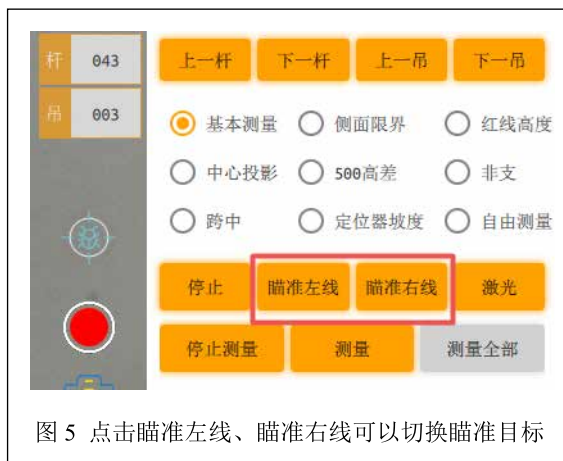 杆 043 上一杆 下一杆 上一吊 下一吊
吊 003 基本测量 侧面限界 红线高度
中心投影 500高差 非支
跨中 定位器坡度 自由测量
停止 瞄准左线 瞄准右线 激光
停止测量 测量 测量全部
图 5 点击瞄准左线、瞄准右线可以切换瞄准目标